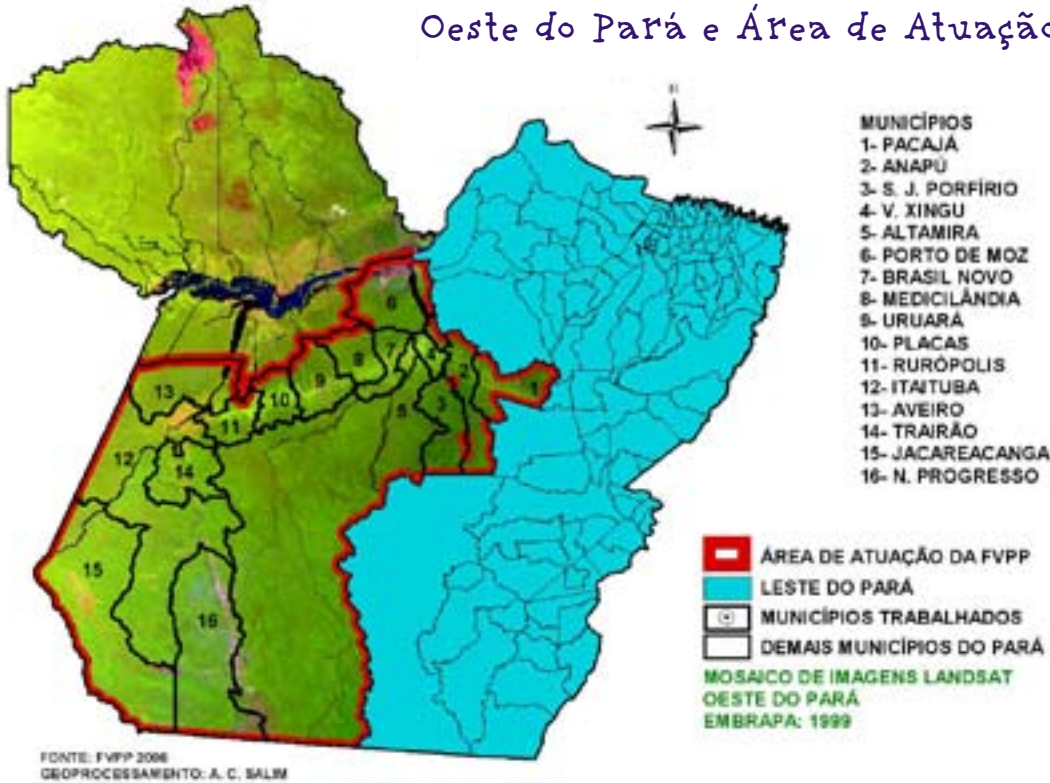 Oeste do Pará e Área de Atuação
N
MUNICÍPIOS
1- PACAJÁ
2- ANAPÚ
3- S. J. PORFÍRIO
4- V. XINGU
5- ALTAMIRA
6- PORTO DE MOZ
7- BRASIL NOVO
8- MEDICILÂNDIA
9- URUARÁ
10- PLACAS
11- RURÓPOLIS
12- ITAITUBA
13- AVEIRO
14- TRAIRÃO
15- JACAREACANGA
16- N. PROGRESSO
6
7
8
4
2
1
9
13
10
5
3
11
12
14
15
16
ÁREA DE ATUAÇÃO DA FVPP
LESTE DO PARÁ
MUNICÍPIOS TRABALHADOS
DEMAIS MUNICÍPIOS DO PARÁ
MOSAICO DE IMAGENS LANDSAT
OESTE DO PARÁ
EMBRAPA: 1999
FONTE: FVPP 2006
GEOPROCESSAMENTO: A. C. SALIM